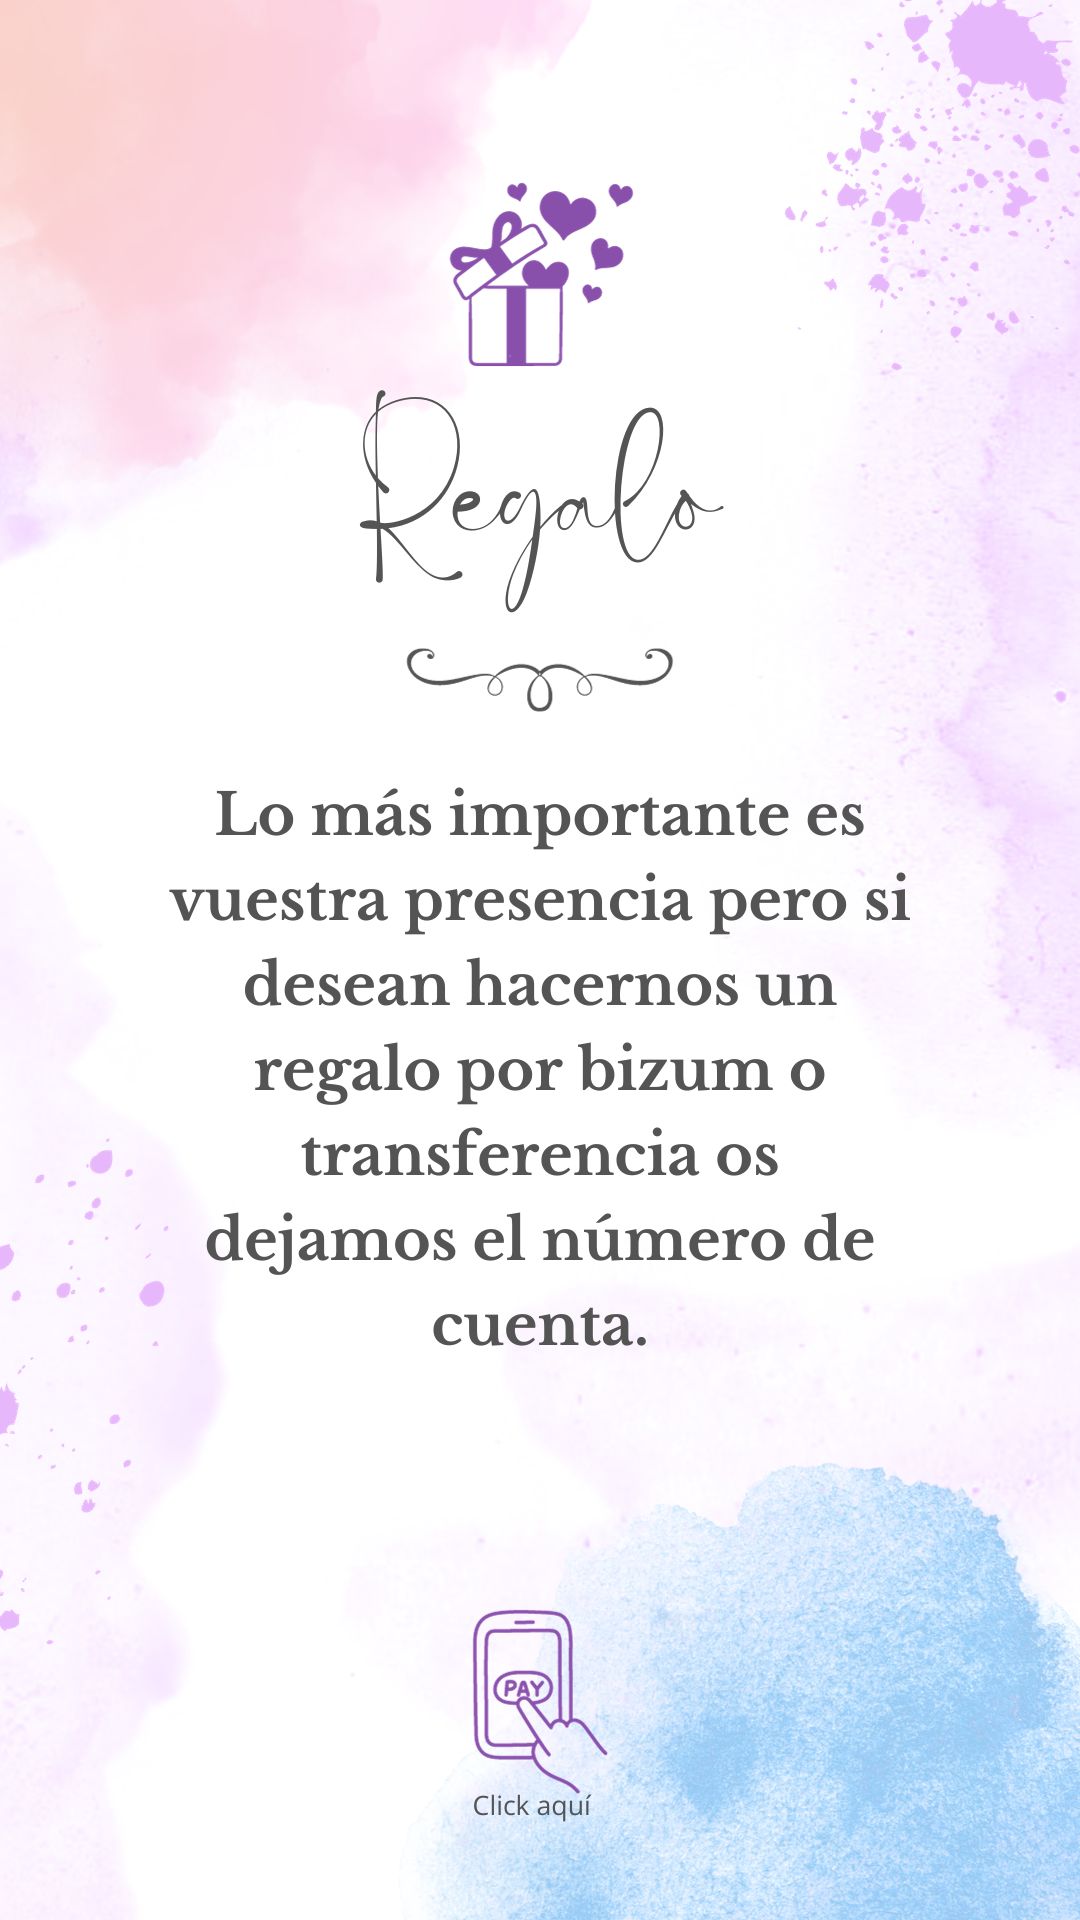 Regalo
Lo más importante es
vuestra presencia pero si
desean hacernos un
regalo por bizum o
transferencia os
dejamos el número de
cuenta.
PAY
Click aquí